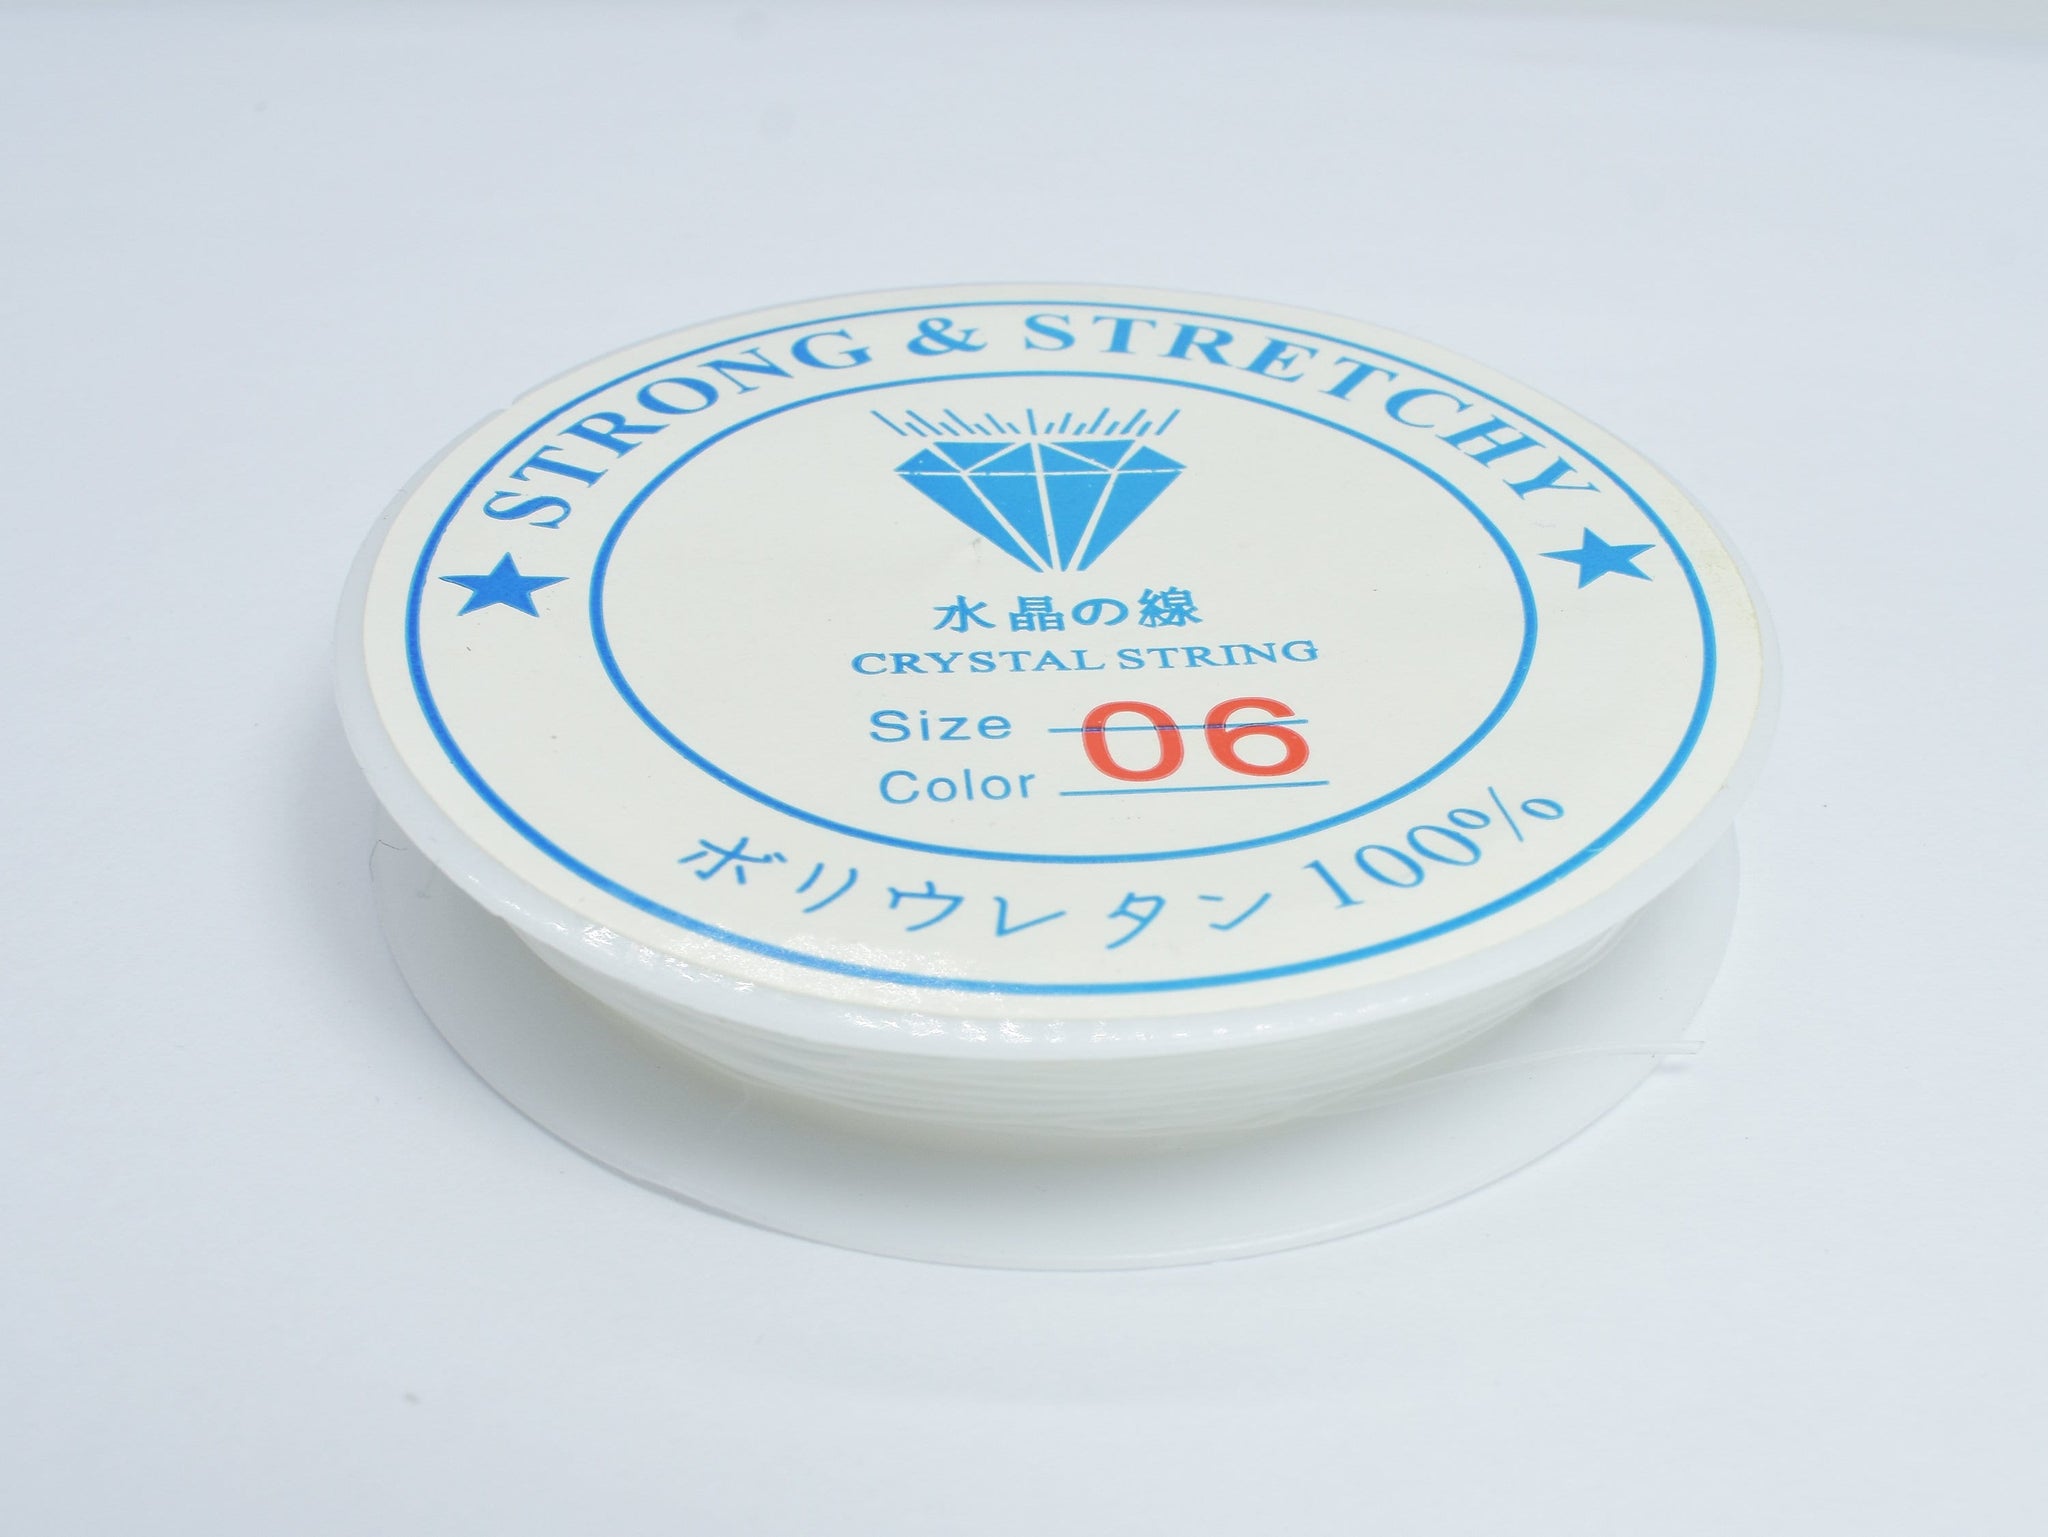 ★ STRONG & STRETCHY ★
水晶の線
CRYSTAL STRING
Size 06
Color
ポリウレタン100%